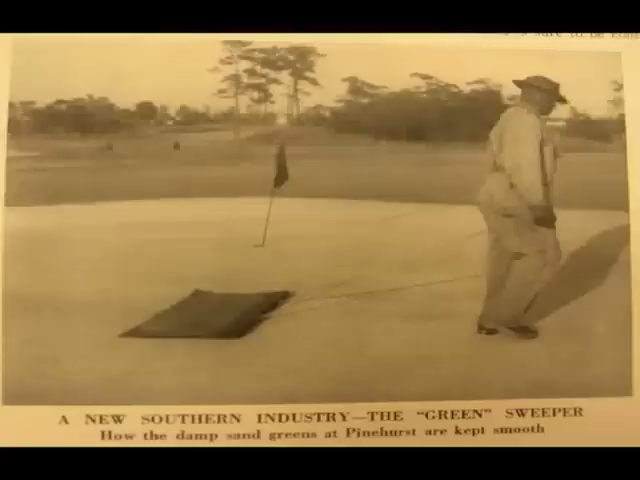 A NEW SOUTHERN INDUSTRY—THE "GREEN" SWEEPER
How the damp sand greens at Pinehurst are kept smooth